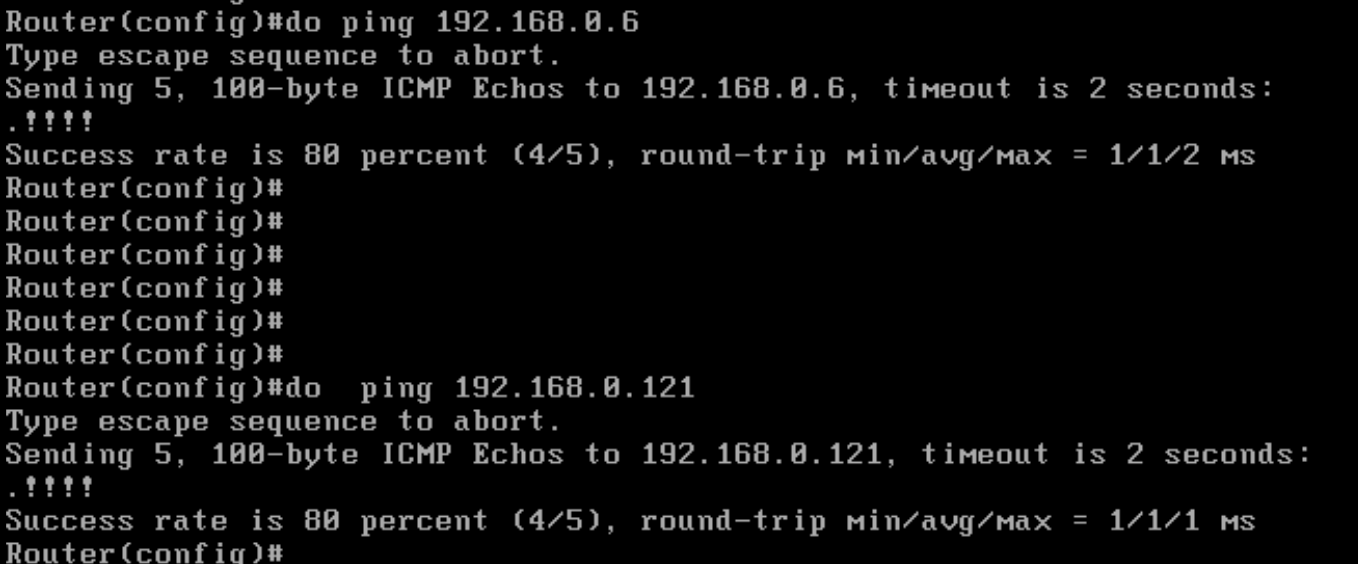 Router(config)#do ping 192.168.0.6
Type escape sequence to abort.
Sending 5, 100-byte ICMP Echos to 192.168.0.6, timeout is 2 seconds:
.!!!!
Success rate is 80 percent (4/5), round-trip min/avg/max = 1/1/2 ms
Router(config)#
Router(config)#
Router(config)#
Router(config)#
Router(config)#
Router(config)#
Router(config)#do  ping 192.168.0.121
Type escape sequence to abort.
Sending 5, 100-byte ICMP Echos to 192.168.0.121, timeout is 2 seconds:
.!!!!
Success rate is 80 percent (4/5), round-trip min/avg/max = 1/1/1 ms
Router(config)#